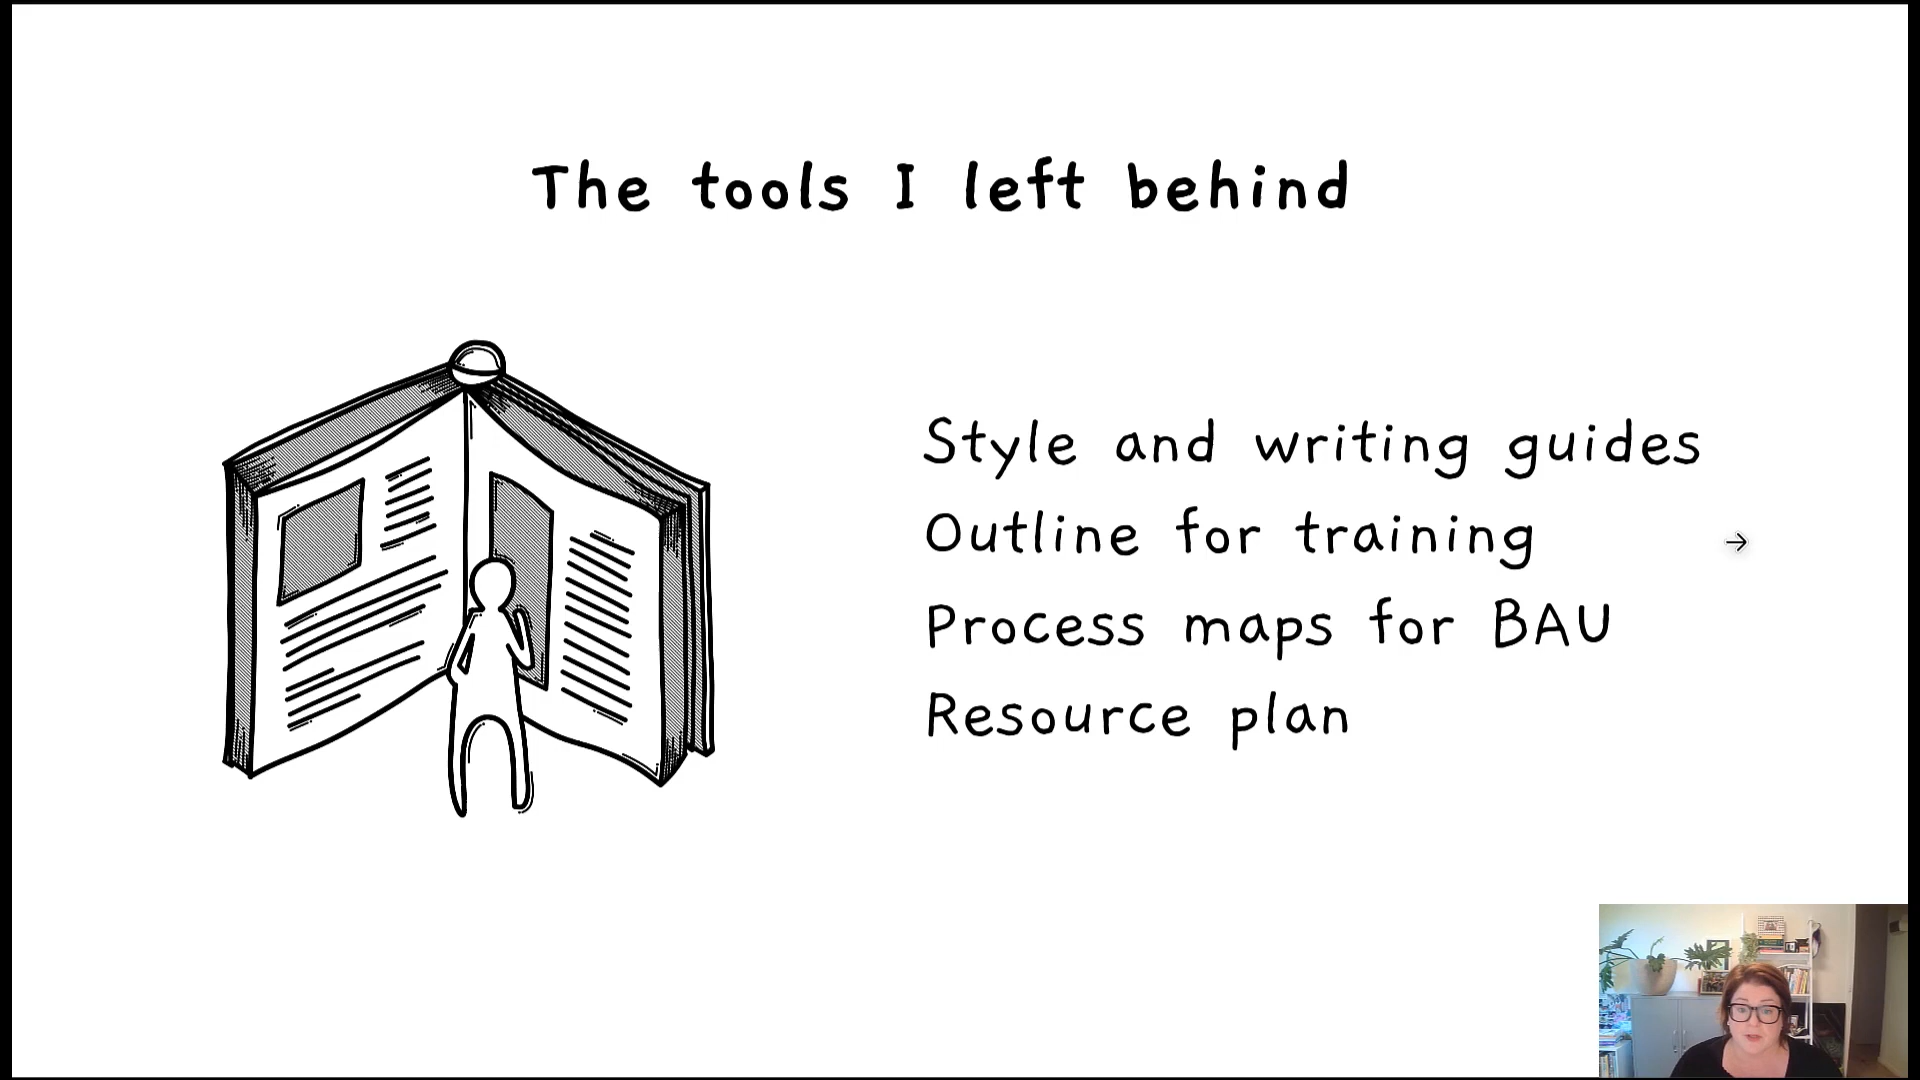 The tools I left behind
Style and writing guides
Outline for training
Process maps for BAU
Resource plan